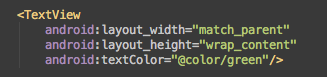 <TextView
android:layout_width="match_parent"
android:layout_height="wrap_content"
android:textColor="@color/green"/>